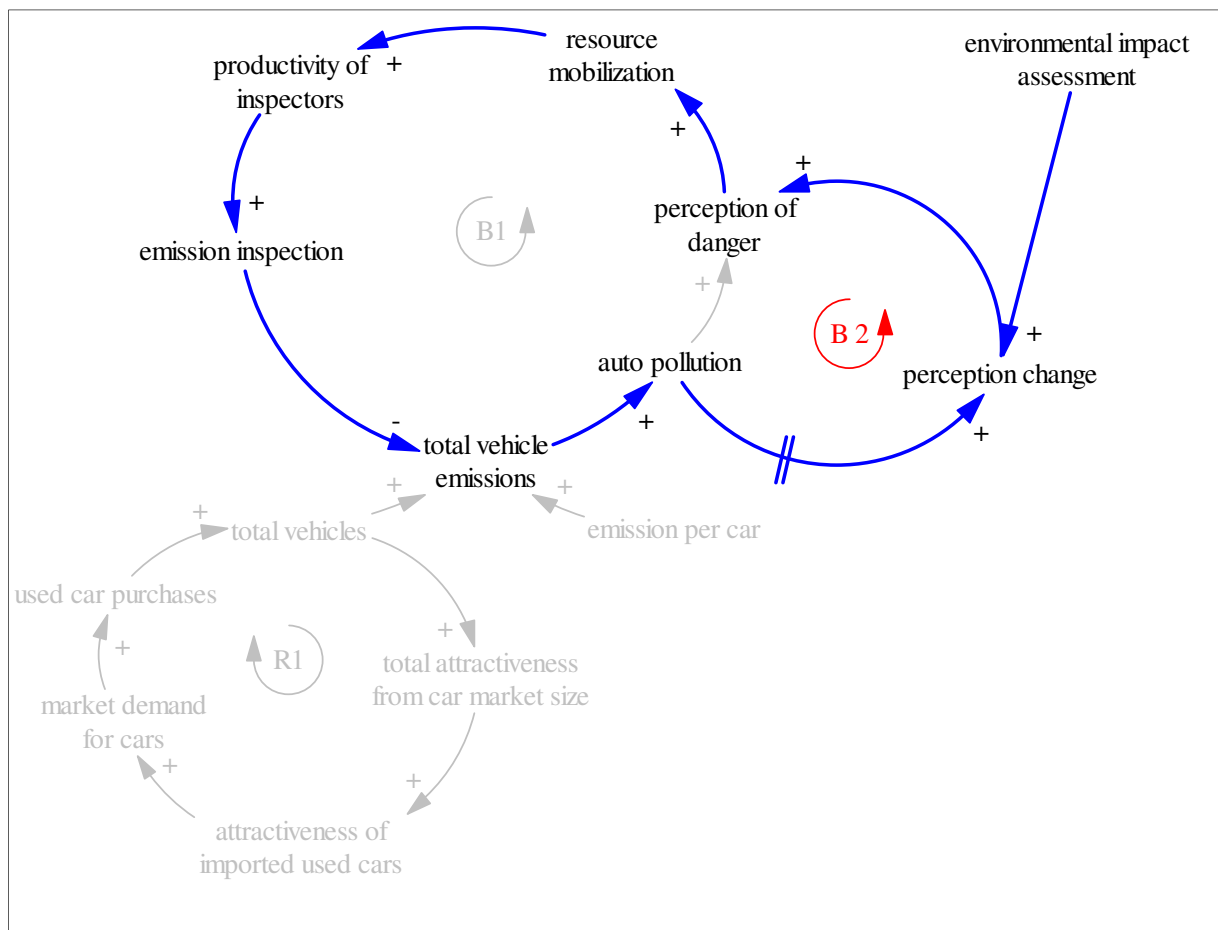 resource
mobilization
environmental impact
assessment
+
productivity of
inspectors
+
+
+
perception of
danger
B1
emission inspection
+
B 2
+
auto pollution
perception change
-
+
+
total vehicle
emissions
+
+
total vehicles
emission per car
+
used car purchases
+
+
R1
total attractiveness
from car market size
market demand
for cars
+
+
attractiveness of
imported used cars